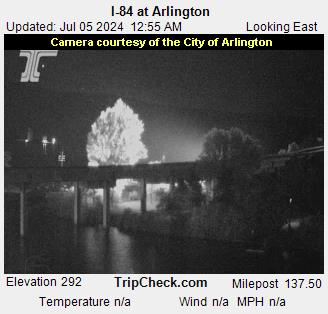 I-84 at Arlington
Updated: Jul 05 2024 12:55 AM Looking East
Camera courtesy of the City of Arlington
Elevation 292 TripCheck.com Milepost 137.50
Temperature n/a Wind n/a MPH n/a